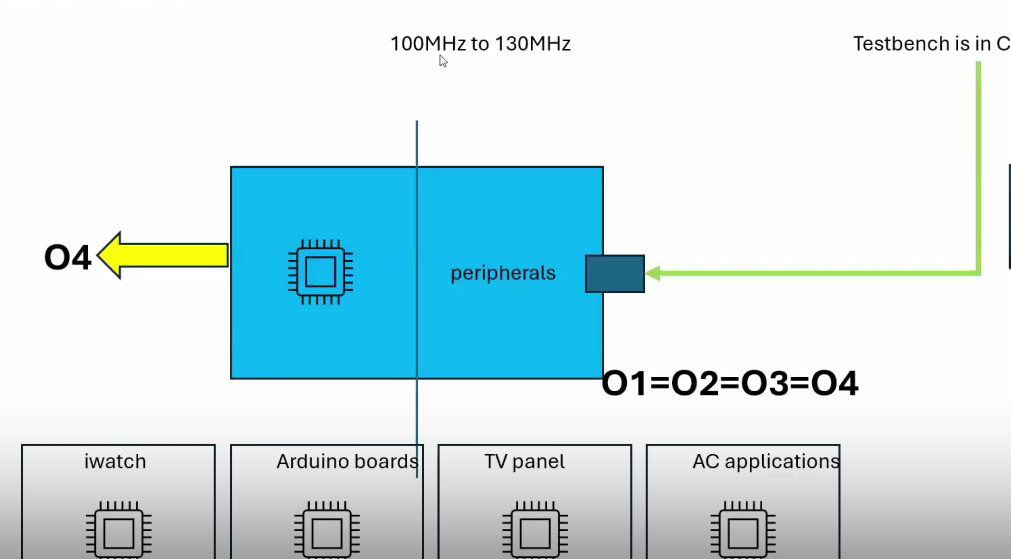 100MHz to 130MHz
Testbench is in C
O4
peripherals
O1=O2=O3=O4
iwatch
Arduino boards
TV panel
AC applications